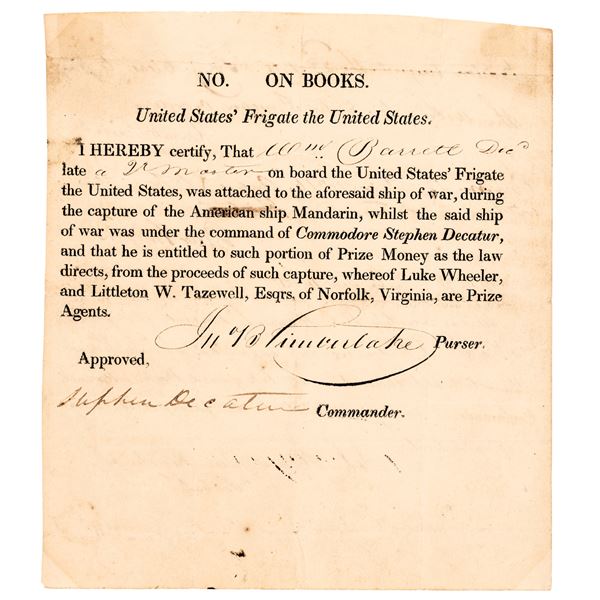 NO. ON BOOKS.
United States' Frigate the United States.
I HEREBY certify, That Wm Barrett Decd
late a Qr Master on board the United States' Frigate
the United States, was attached to the aforesaid ship of war, during
the capture of the American ship Mandarin, whilst the said ship
of war was under the command of Commodore Stephen Decatur,
and that he is entitled to such portion of Prize Money as the law
directs, from the proceeds of such capture, whereof Luke Wheeler,
and Littleton W. Tazewell, Esqrs, of Norfolk, Virginia, are Prize
Agents.
Jn B Timberlake Purser.
Approved,
Stephen Decatur Commander.